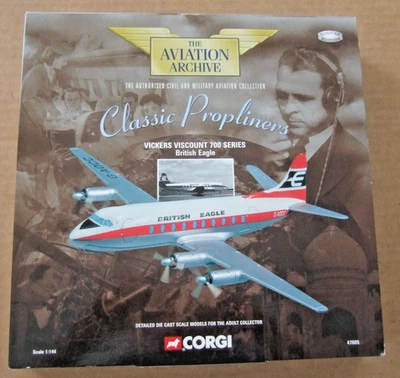 THE
AVIATION
ARCHIVE
THE AUTHORISED CIVIL AND MILITARY AVIATION COLLECTION
Classic Propliners
VICKERS VISCOUNT 700 SERIES
British Eagle
BRITISH EAGLE
DETAILED DIE CAST SCALE MODELS FOR THE ADULT COLLECTOR
Scale 1:144
CORGI
47605